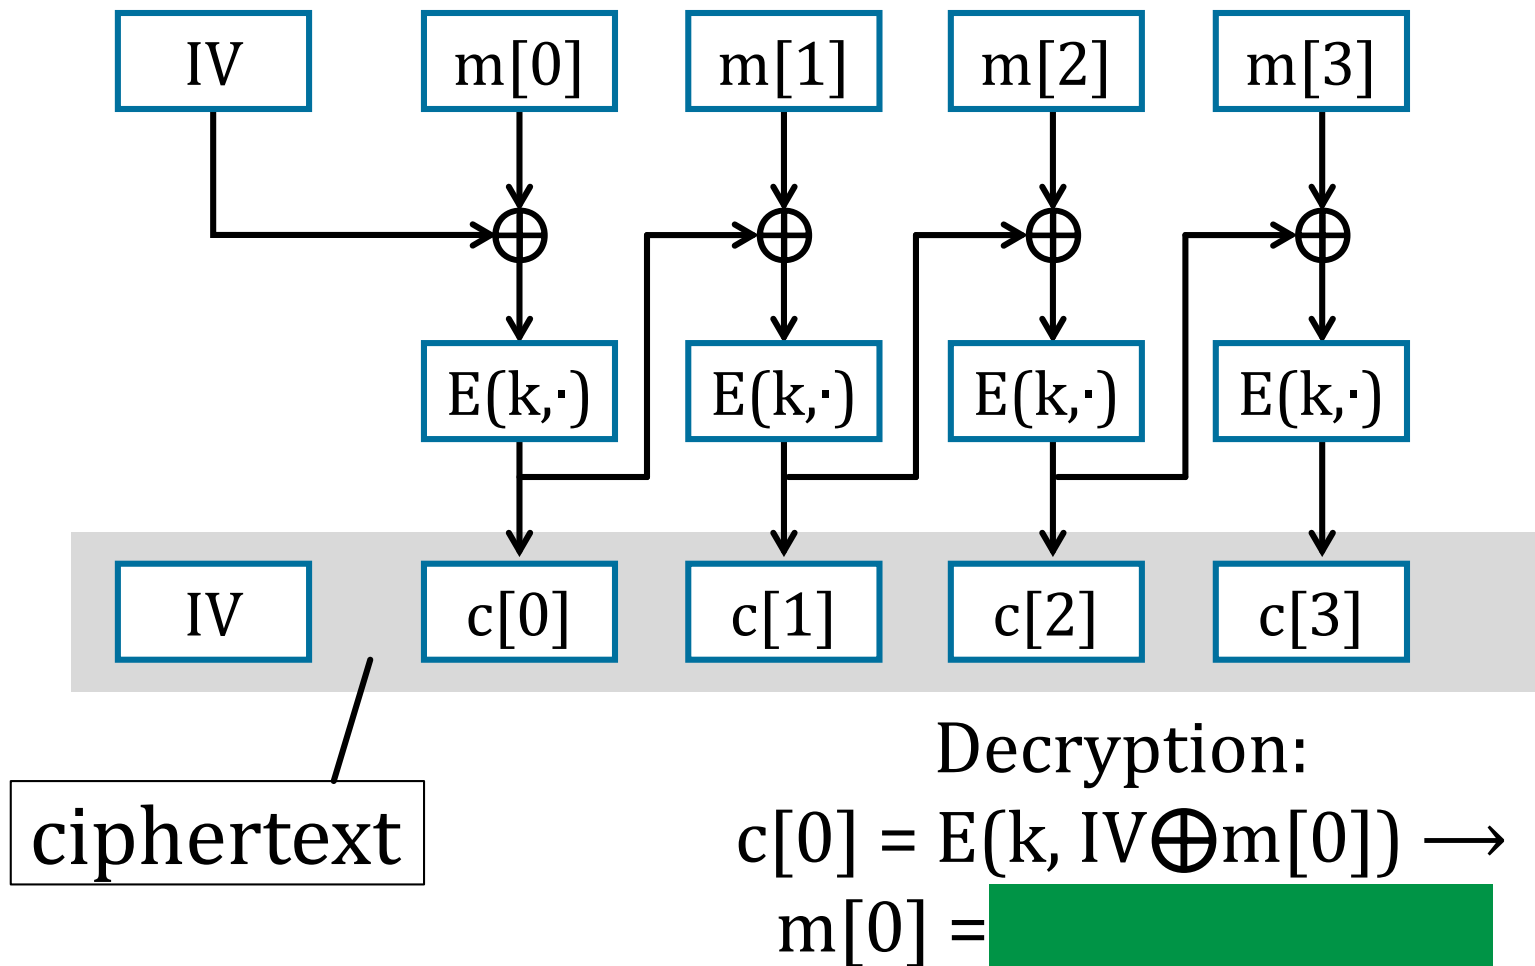 IV m[0] m[1] m[2] m[3]
E(k,·) E(k,·) E(k,·) E(k,·)
IV c[0] c[1] c[2] c[3]
ciphertext
Decryption:
c[0] = E(k, IV⊕m[0]) ⟶
m[0] =